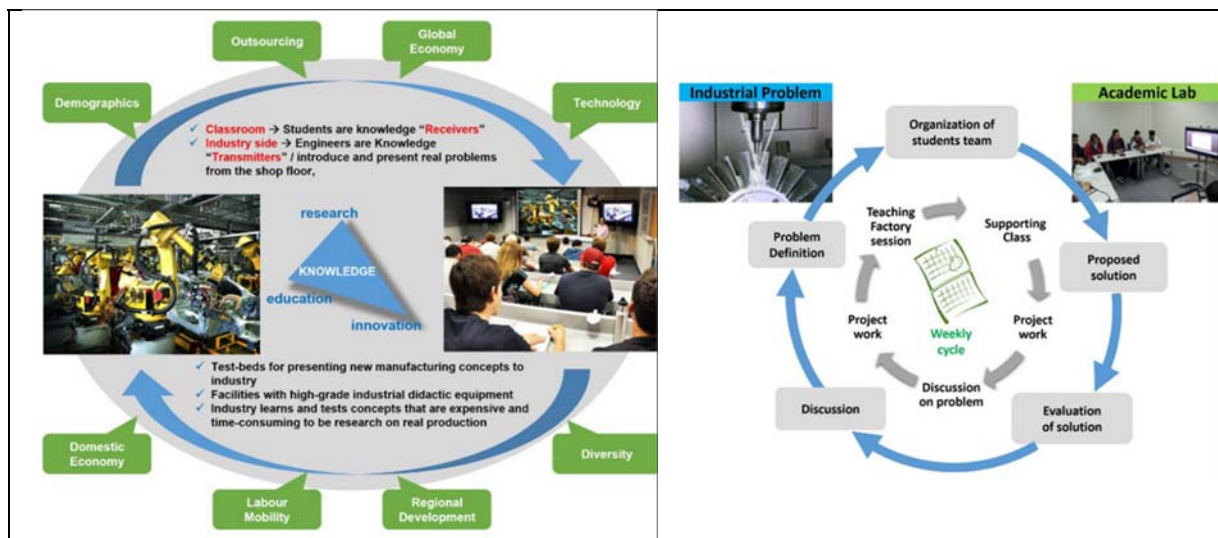 Outsourcing
Global
Economy
Demographics
Technology
✓ Classroom → Students are knowledge “Receivers”
✓ Industry side → Engineers are Knowledge
“Transmitters” / introduce and present real problems
from the shop floor,
research
KNOWLEDGE
education
innovation
✓ Test-beds for presenting new manufacturing concepts to
industry
✓ Facilities with high-grade industrial didactic equipment
✓ Industry learns and tests concepts that are expensive and
time-consuming to be research on real production
Domestic
Economy
Diversity
Labour
Mobility
Regional
Development
Industrial Problem
Academic Lab
Organization of
students team
Problem
Definition
Teaching
Factory
session
Supporting
Class
Proposed
solution
Project
work
Weekly
cycle
Project
work
Discussion
on problem
Discussion
Evaluation
of solution